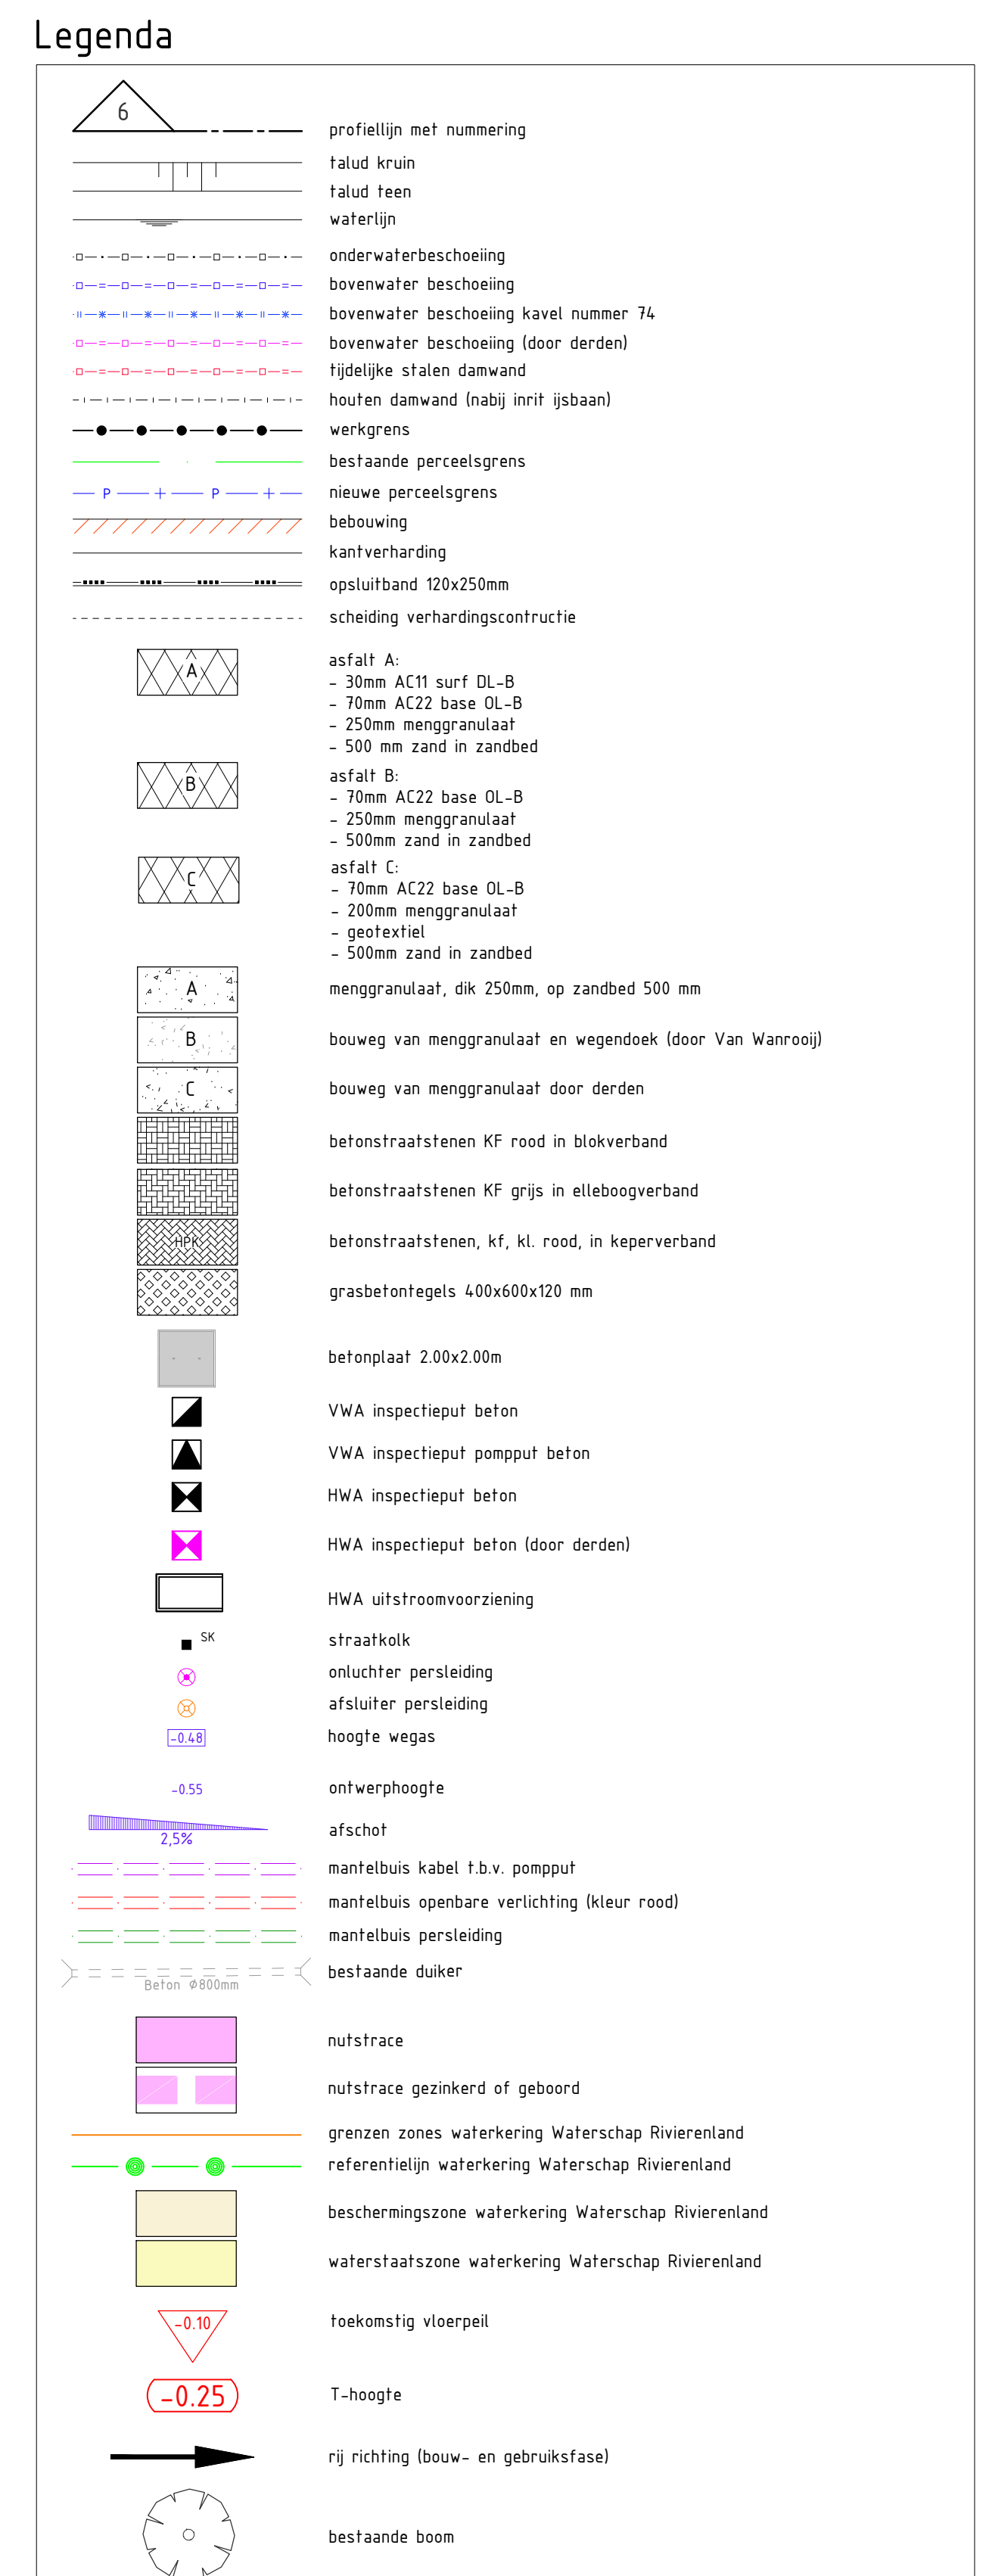 Legenda
6
profiellijn met nummering
talud kruin
talud teen
waterlijn
onderwaterbeschoeiing
bovenwater beschoeiing
bovenwater beschoeiing kavel nummer 74
bovenwater beschoeiing (door derden)
tijdelijke stalen damwand
houten damwand (nabij inrit ijsbaan)
werkgrens
bestaande perceelsgrens
P P nieuwe perceelsgrens
bebouwing
kantverharding
opsluitband 120x250mm
scheiding verhardingscontructie
A
asfalt A:
- 30mm AC11 surf DL-B
- 70mm AC22 base OL-B
- 250mm menggranulaat
- 500 mm zand in zandbed
B
asfalt B:
- 70mm AC22 base OL-B
- 250mm menggranulaat
- 500mm zand in zandbed
C
asfalt C:
- 70mm AC22 base OL-B
- 200mm menggranulaat
- geotextiel
- 500mm zand in zandbed
A menggranulaat, dik 250mm, op zandbed 500 mm
B bouweg van menggranulaat en wegendoek (door Van Wanrooij)
C bouweg van menggranulaat door derden
betonstraatstenen KF rood in blokverband
betonstraatstenen KF grijs in elleboogverband
HPK betonstraatstenen, kf, kl. rood, in keperverband
grasbetontegels 400x600x120 mm
betonplaat 2.00x2.00m
VWA inspectieput beton
VWA inspectieput pompput beton
HWA inspectieput beton
HWA inspectieput beton (door derden)
HWA uitstroomvoorziening
SK straatkolk
onluchter persleiding
afsluiter persleiding
-0.48 hoogte wegas
-0.55 ontwerphoogte
afschot
2,5%
mantelbuis kabel t.b.v. pompput
mantelbuis openbare verlichting (kleur rood)
mantelbuis persleiding
bestaande duiker
Beton Ø800mm
nutstrace
nutstrace gezinkerd of geboord
grenzen zones waterkering Waterschap Rivierenland
referentielijn waterkering Waterschap Rivierenland
beschermingszone waterkering Waterschap Rivierenland
waterstaatszone waterkering Waterschap Rivierenland
-0.10 toekomstig vloerpeil
-0.25 T-hoogte
rij richting (bouw- en gebruiksfase)
bestaande boom